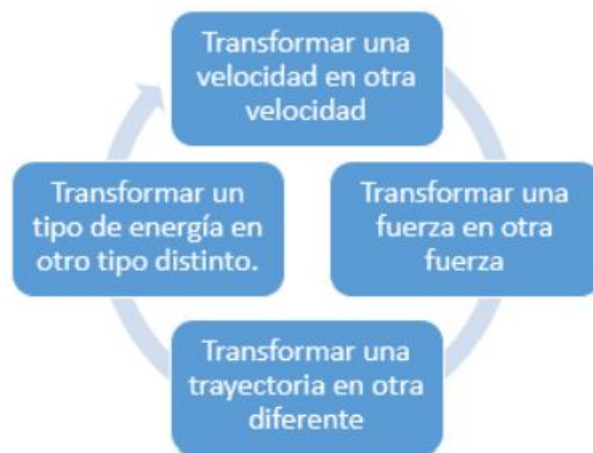 Transformar una
velocidad en otra
velocidad
Transformar una
fuerza en otra
fuerza
Transformar una
trayectoria en otra
diferente
Transformar un
tipo de energía en
otro tipo distinto.